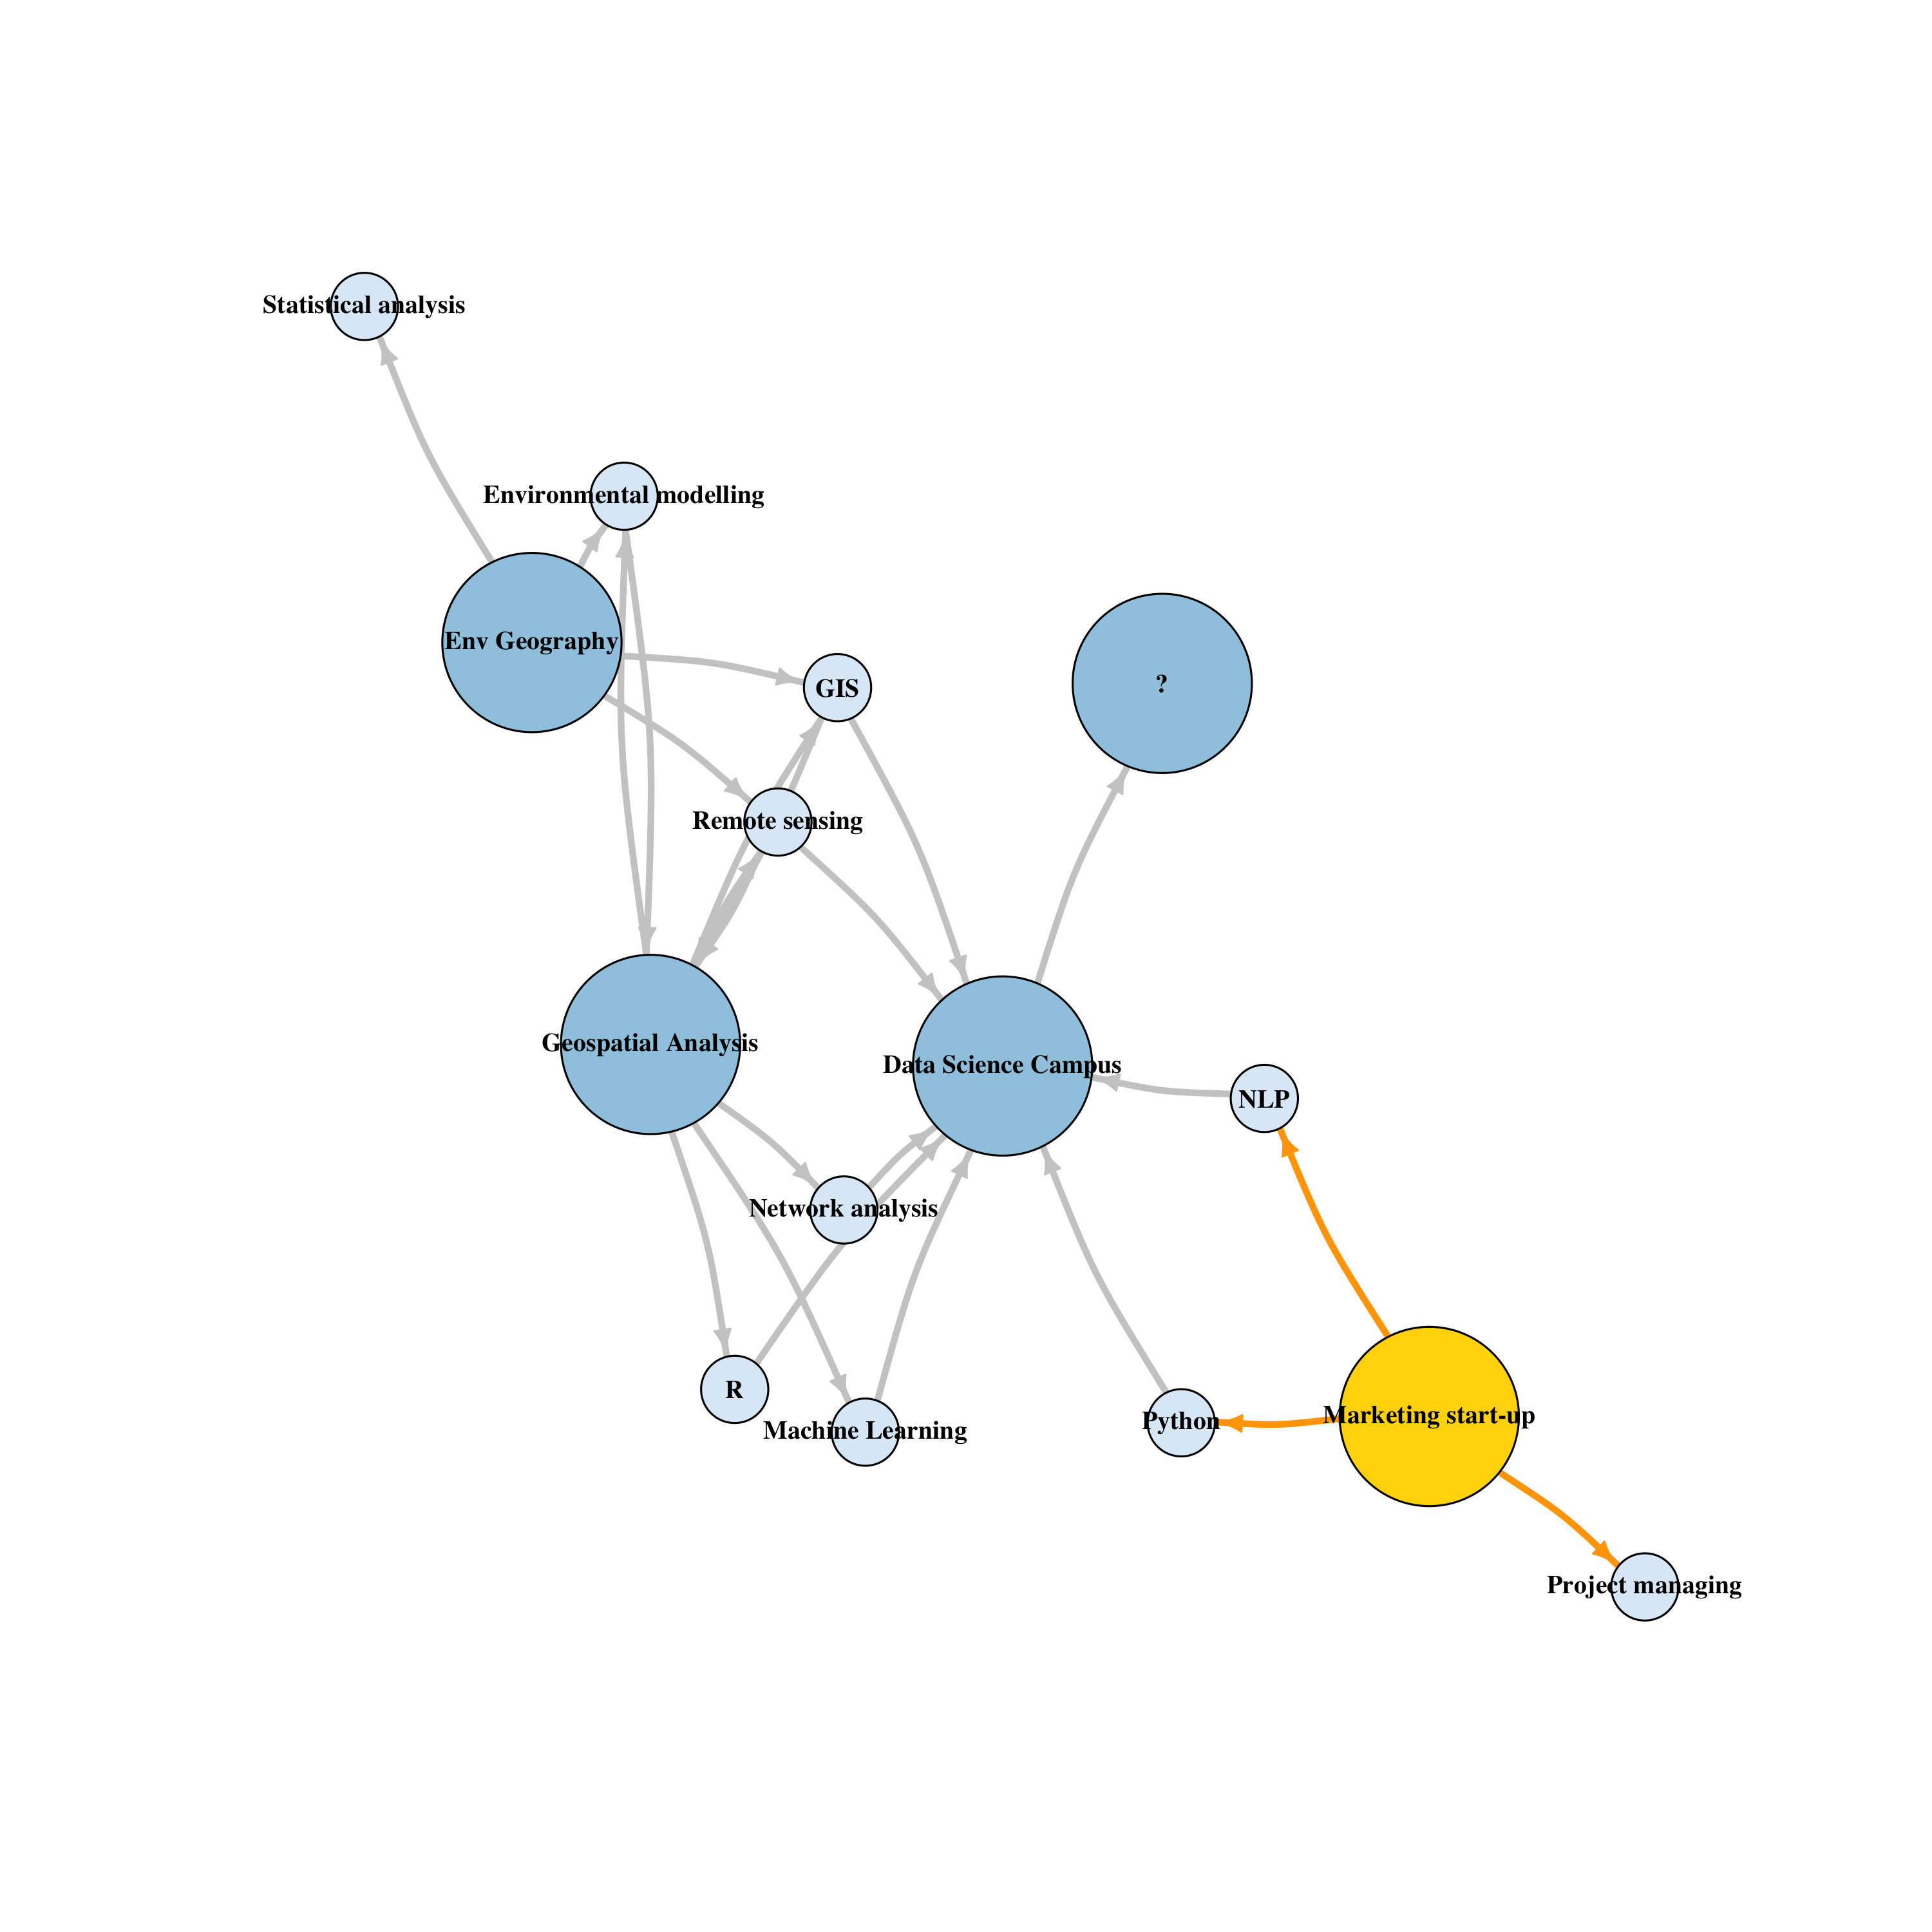 Statistical analysis
Environmental modelling
Env Geography
GIS
?
Remote sensing
Geospatial Analysis
Data Science Campus
NLP
Network analysis
R
Machine Learning
Python
Marketing start-up
Project managing